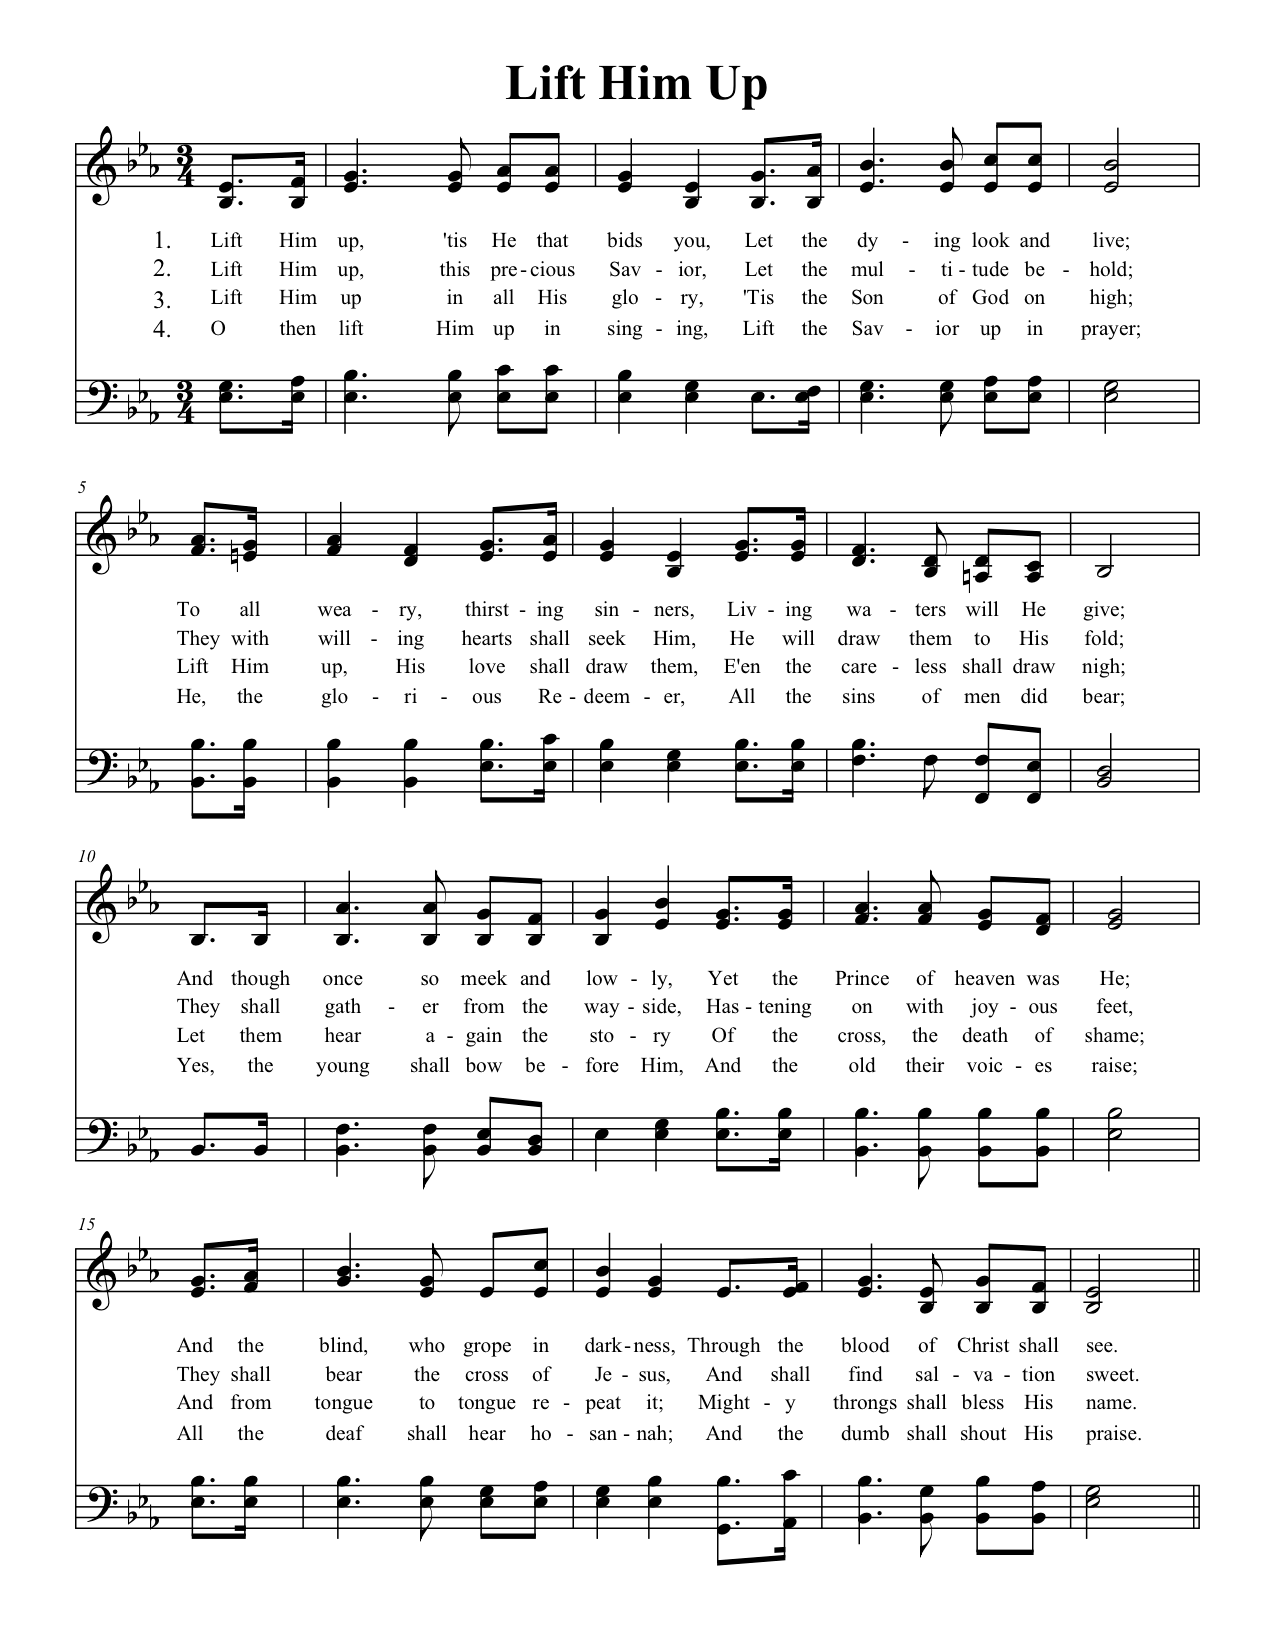 Lift Him Up
3
4
1. Lift Him up, 'tis He that bids you, Let the dy - ing look and live;
2. Lift Him up, this pre - cious Sav - ior, Let the mul - ti - tude be - hold;
3. Lift Him up in all His glo - ry, 'Tis the Son of God on high;
4. O then lift Him up in sing - ing, Lift the Sav - ior up in prayer;
3
4
5
To all wea - ry, thirst - ing sin - ners, Liv - ing wa - ters will He give;
They with will - ing hearts shall seek Him, He will draw them to His fold;
Lift Him up, His love shall draw them, E'en the care - less shall draw nigh;
He, the glo - ri - ous Re - deem - er, All the sins of men did bear;
10
And though once so meek and low - ly, Yet the Prince of heaven was He;
They shall gath - er from the way - side, Has - tening on with joy - ous feet,
Let them hear a - gain the sto - ry Of the cross, the death of shame;
Yes, the young shall bow be - fore Him, And the old their voic - es raise;
15
And the blind, who grope in dark - ness, Through the blood of Christ shall see.
They shall bear the cross of Je - sus, And shall find sal - va - tion sweet.
And from tongue to tongue re - peat it; Might - y throngs shall bless His name.
All the deaf shall hear ho - san - nah; And the dumb shall shout His praise.